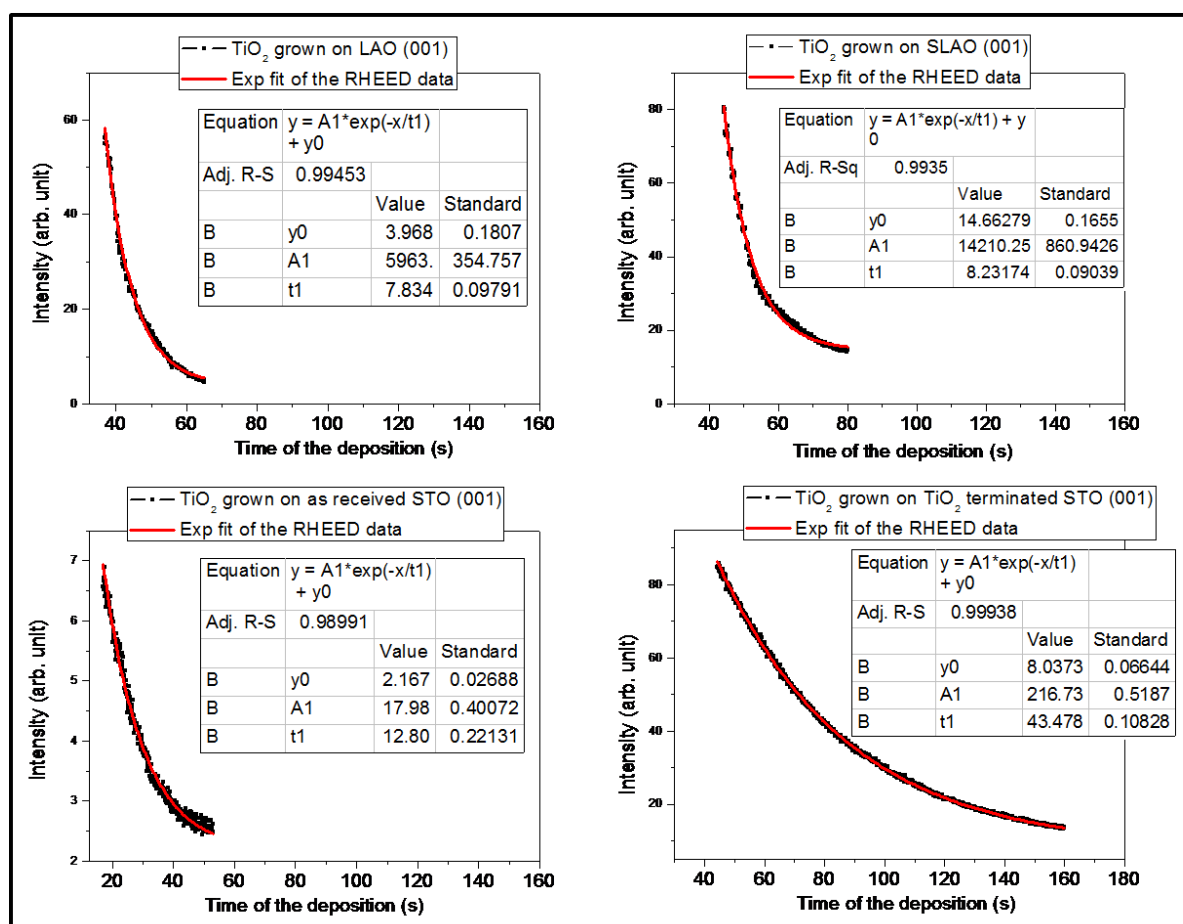 TiO2 grown on LAO (001)
Exp fit of the RHEED data
Equation y = A1*exp(-x/t1) + y0
Adj. R-S 0.99453
Value Standard
B y0 3.968 0.1807
B A1 5963. 354.757
B t1 7.834 0.09791
Intensity (arb. unit)
60
40
20
0
40 60 80 100 120 140 160
Time of the deposition (s)
TiO2 grown on SLAO (001)
Exp fit of the RHEED data
Equation y = A1*exp(-x/t1) + y
0
Adj. R-Sq 0.9935
Value Standard
B y0 14.66279 0.1655
B A1 14210.25 860.9426
B t1 8.23174 0.09039
Intensity (arb. unit)
80
60
40
20
0
40 60 80 100 120 140 160
Time of the deposition (s)
TiO2 grown on as received STO (001)
Exp fit of the RHEED data
Equation y = A1*exp(-x/t1)
+ y0
Adj. R-S 0.98991
Value Standard
B y0 2.167 0.02688
B A1 17.98 0.40072
B t1 12.80 0.22131
Intensity (arb. unit)
7
6
5
4
3
2
20 40 60 80 100 120 140 160
Time of the deposition (s)
TiO2 grown on TiO2 terminated STO (001)
Exp fit of the RHEED data
Equation y = A1*exp(-x/t1)
+ y0
Adj. R-S 0.99938
Value Standard
B y0 8.0373 0.06644
B A1 216.73 0.5187
B t1 43.478 0.10828
Intensity (arb. unit)
80
60
40
20
40 60 80 100 120 140 160 180
Time of the deposition (s)